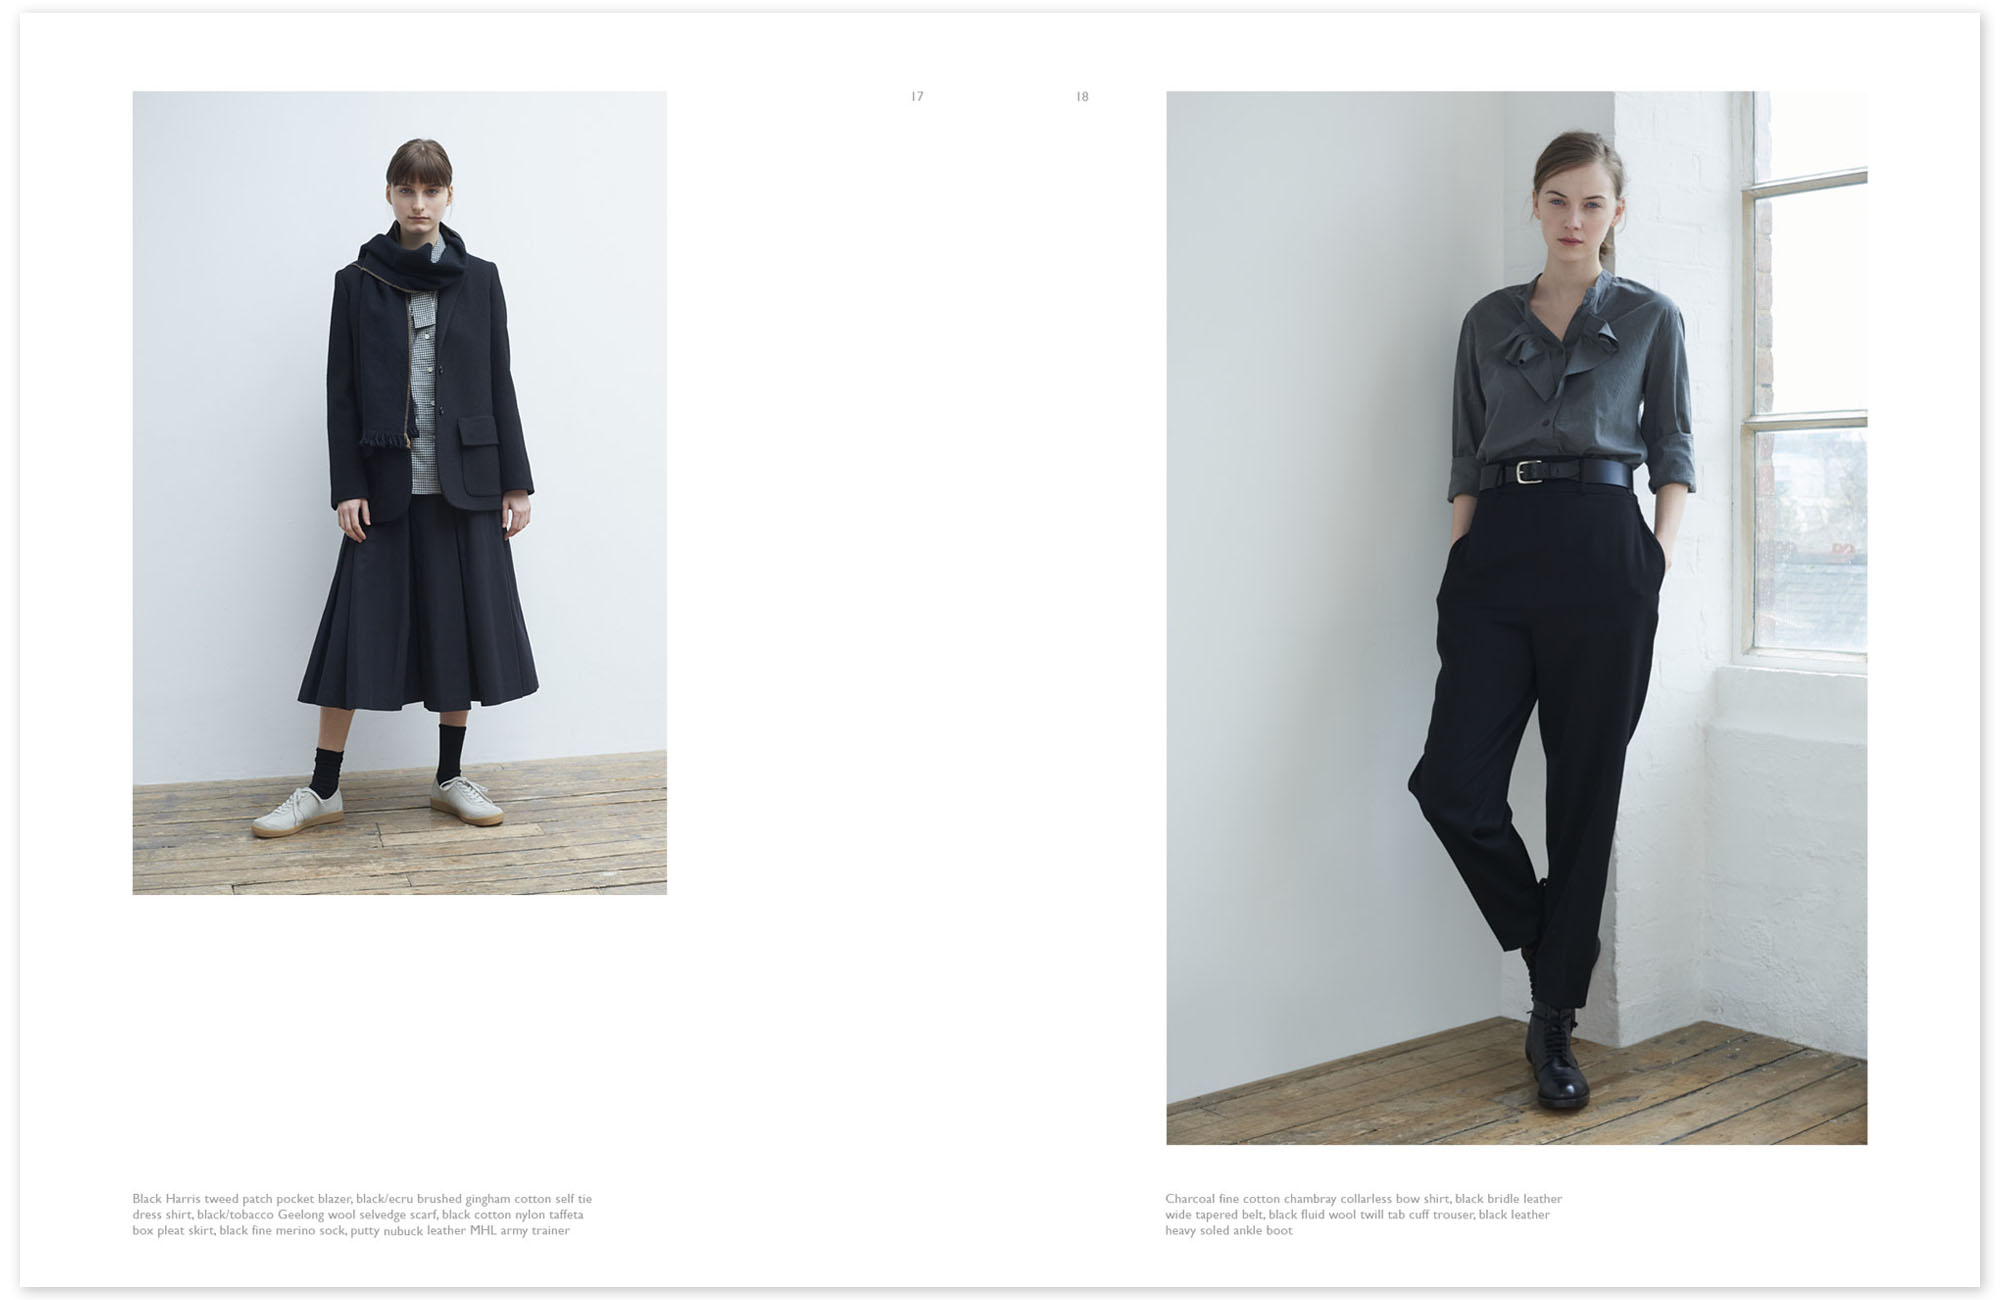 17
18
Black Harris tweed patch pocket blazer, black/ecru brushed gingham cotton self tie
dress shirt, black/tobacco Geelong wool selvedge scarf, black cotton nylon taffeta
box pleat skirt, black fine merino sock, putty nubuck leather MHL army trainer
Charcoal fine cotton chambray collarless bow shirt, black bridle leather
wide tapered belt, black fluid wool twill tab cuff trouser, black leather
heavy soled ankle boot